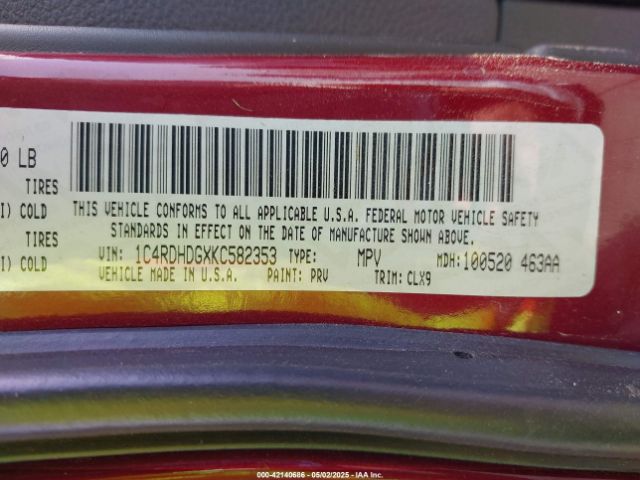 0 LB
TIRES
I) COLD
TIRES
I) COLD
THIS VEHICLE CONFORMS TO ALL APPLICABLE U.S.A. FEDERAL MOTOR VEHICLE SAFETY
STANDARDS IN EFFECT ON THE DATE OF MANUFACTURE SHOWN ABOVE.
VIN: 1C4RDHDGXKC582353 TYPE: MPV MDH: 100520 463AA
VEHICLE MADE IN U.S.A. PAINT: PRV TRIM: CLX9
000-42140686 - 05/02/2025 - IAA Inc.